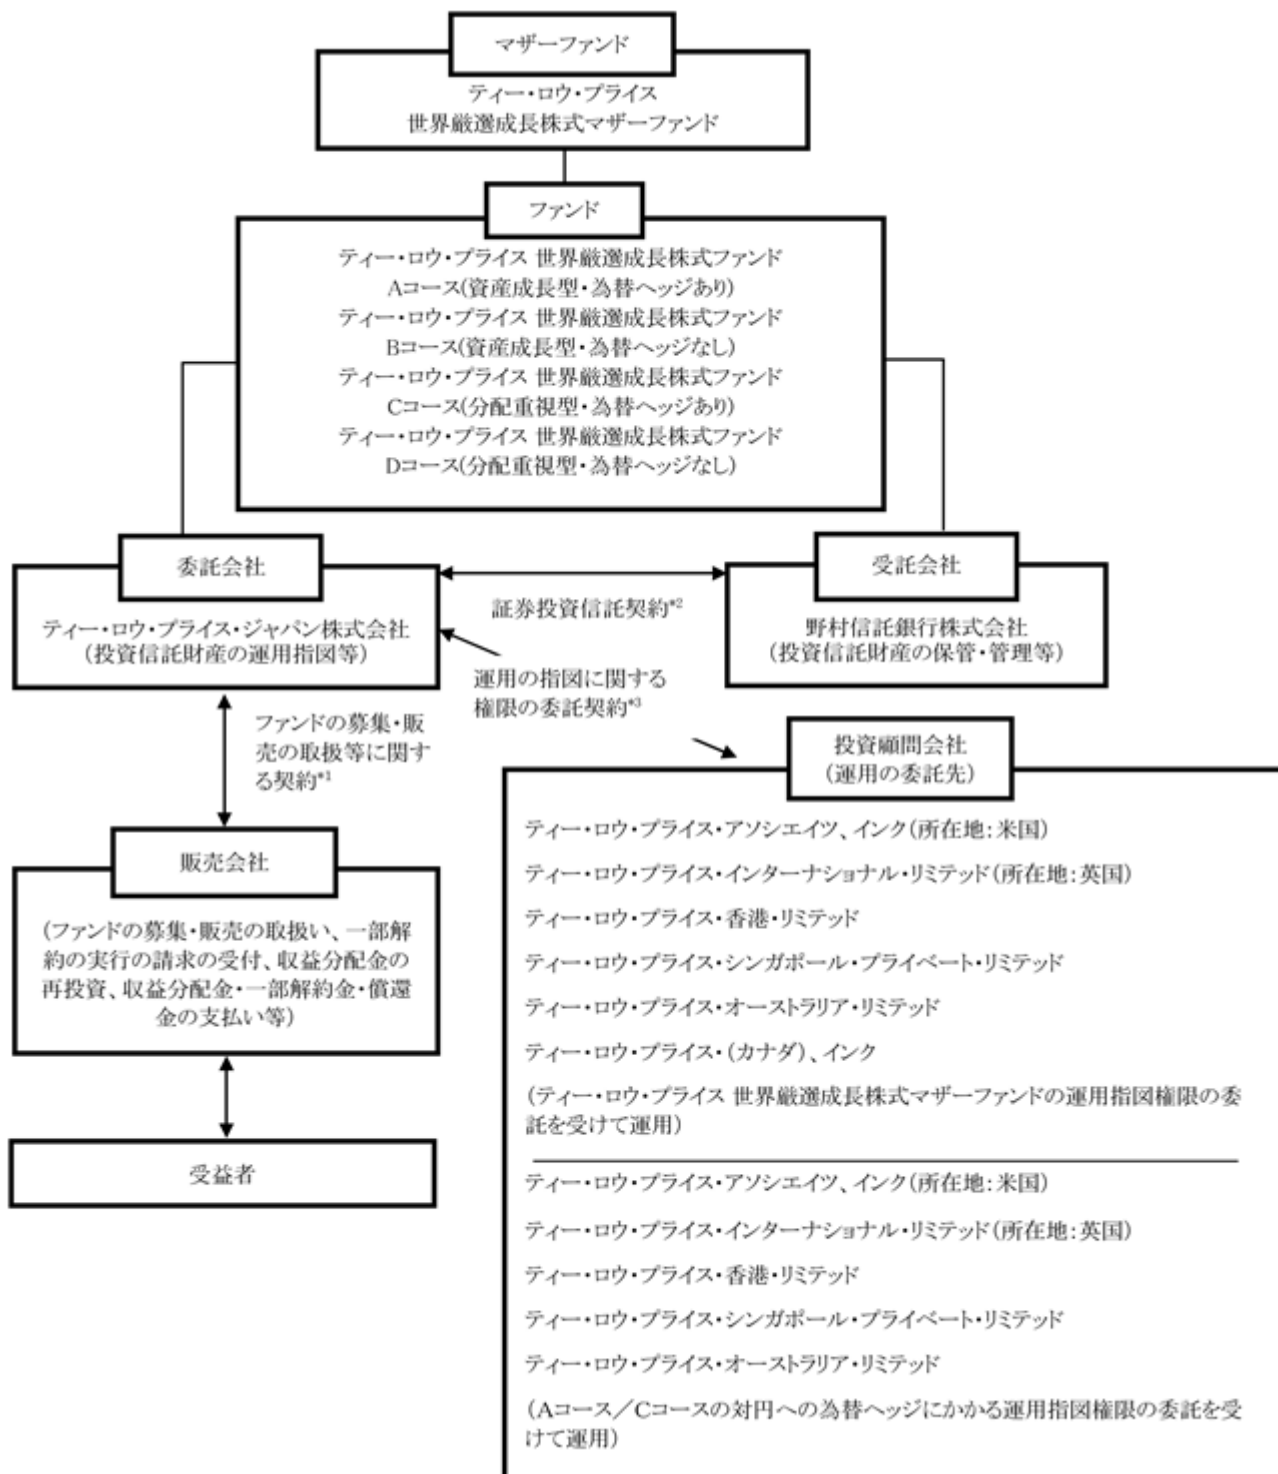 マザーファンド
ティー・ロウ・プライス
世界厳選成長株式マザーファンド
ファンド
ティー・ロウ・プライス 世界厳選成長株式ファンド
Aコース(資産成長型・為替ヘッジあり)
ティー・ロウ・プライス 世界厳選成長株式ファンド
Bコース(資産成長型・為替ヘッジなし)
ティー・ロウ・プライス 世界厳選成長株式ファンド
Cコース(分配重視型・為替ヘッジあり)
ティー・ロウ・プライス 世界厳選成長株式ファンド
Dコース(分配重視型・為替ヘッジなし)
委託会社
ティー・ロウ・プライス・ジャパン株式会社
(投資信託財産の運用指図等)
証券投資信託契約*2
受託会社
野村信託銀行株式会社
(投資信託財産の保管・管理等)
運用の指図に関する
権限の委託契約*3
ファンドの募集・販
売の取扱等に関す
る契約*1
販売会社
(ファンドの募集・販売の取扱い、一部解
約の実行の請求の受付、収益分配金の
再投資、収益分配金・一部解約金・償還
金の支払い等)
受益者
投資顧問会社
(運用の委託先)
ティー・ロウ・プライス・アソシエイツ、インク(所在地:米国)
ティー・ロウ・プライス・インターナショナル・リミテッド(所在地:英国)
ティー・ロウ・プライス・香港・リミテッド
ティー・ロウ・プライス・シンガポール・プライベート・リミテッド
ティー・ロウ・プライス・オーストラリア・リミテッド
ティー・ロウ・プライス・(カナダ)、インク
(ティー・ロウ・プライス 世界厳選成長株式マザーファンドの運用指図権限の委
託を受けて運用)
ティー・ロウ・プライス・アソシエイツ、インク(所在地:米国)
ティー・ロウ・プライス・インターナショナル・リミテッド(所在地:英国)
ティー・ロウ・プライス・香港・リミテッド
ティー・ロウ・プライス・シンガポール・プライベート・リミテッド
ティー・ロウ・プライス・オーストラリア・リミテッド
(Aコース/Cコースの対円への為替ヘッジにかかる運用指図権限の委託を受
けて運用)